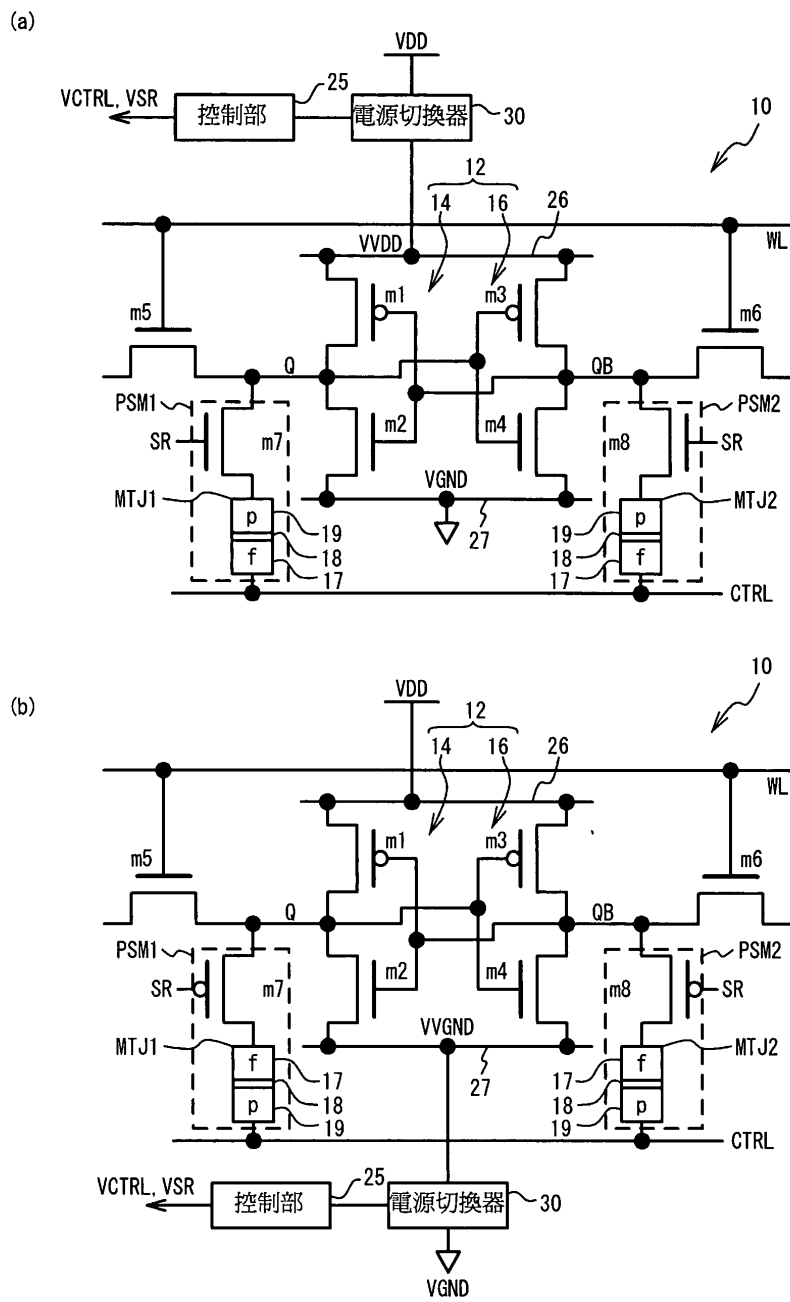 (a)
VDD
25
VCTRL, VSR
控制部
電源切換器
30
10
12
14
16
26
WL
VVDD
m1
m3
m5
m6
Q
QB
PSM1
PSM2
m2
m4
SR
m7
m8
SR
VGND
MTJ1
MTJ2
p
19
19
p
18
27
18
f
17
17
f
CTRL
(b)
VDD
10
12
14
16
26
WL
m1
m3
m5
m6
Q
QB
PSM1
PSM2
m2
m4
SR
m7
m8
SR
VVGND
MTJ1
MTJ2
f
17
27
17
f
18
18
p
19
19
p
CTRL
25
VCTRL, VSR
控制部
電源切換器
30
VGND